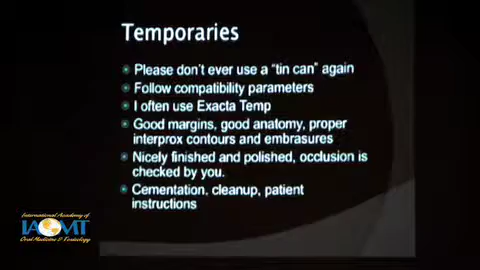 Temporaries
Please don't ever use a "tin can" again
Follow compatibility parameters
I often use Exacta Temp
Good margins, good anatomy, proper
interprox contours and embrasures
Nicely finished and polished, occlusion is
checked by you.
Cementation, cleanup, patient
instructions
International Academy of
IAOMT
Oral Medicine & Toxicology